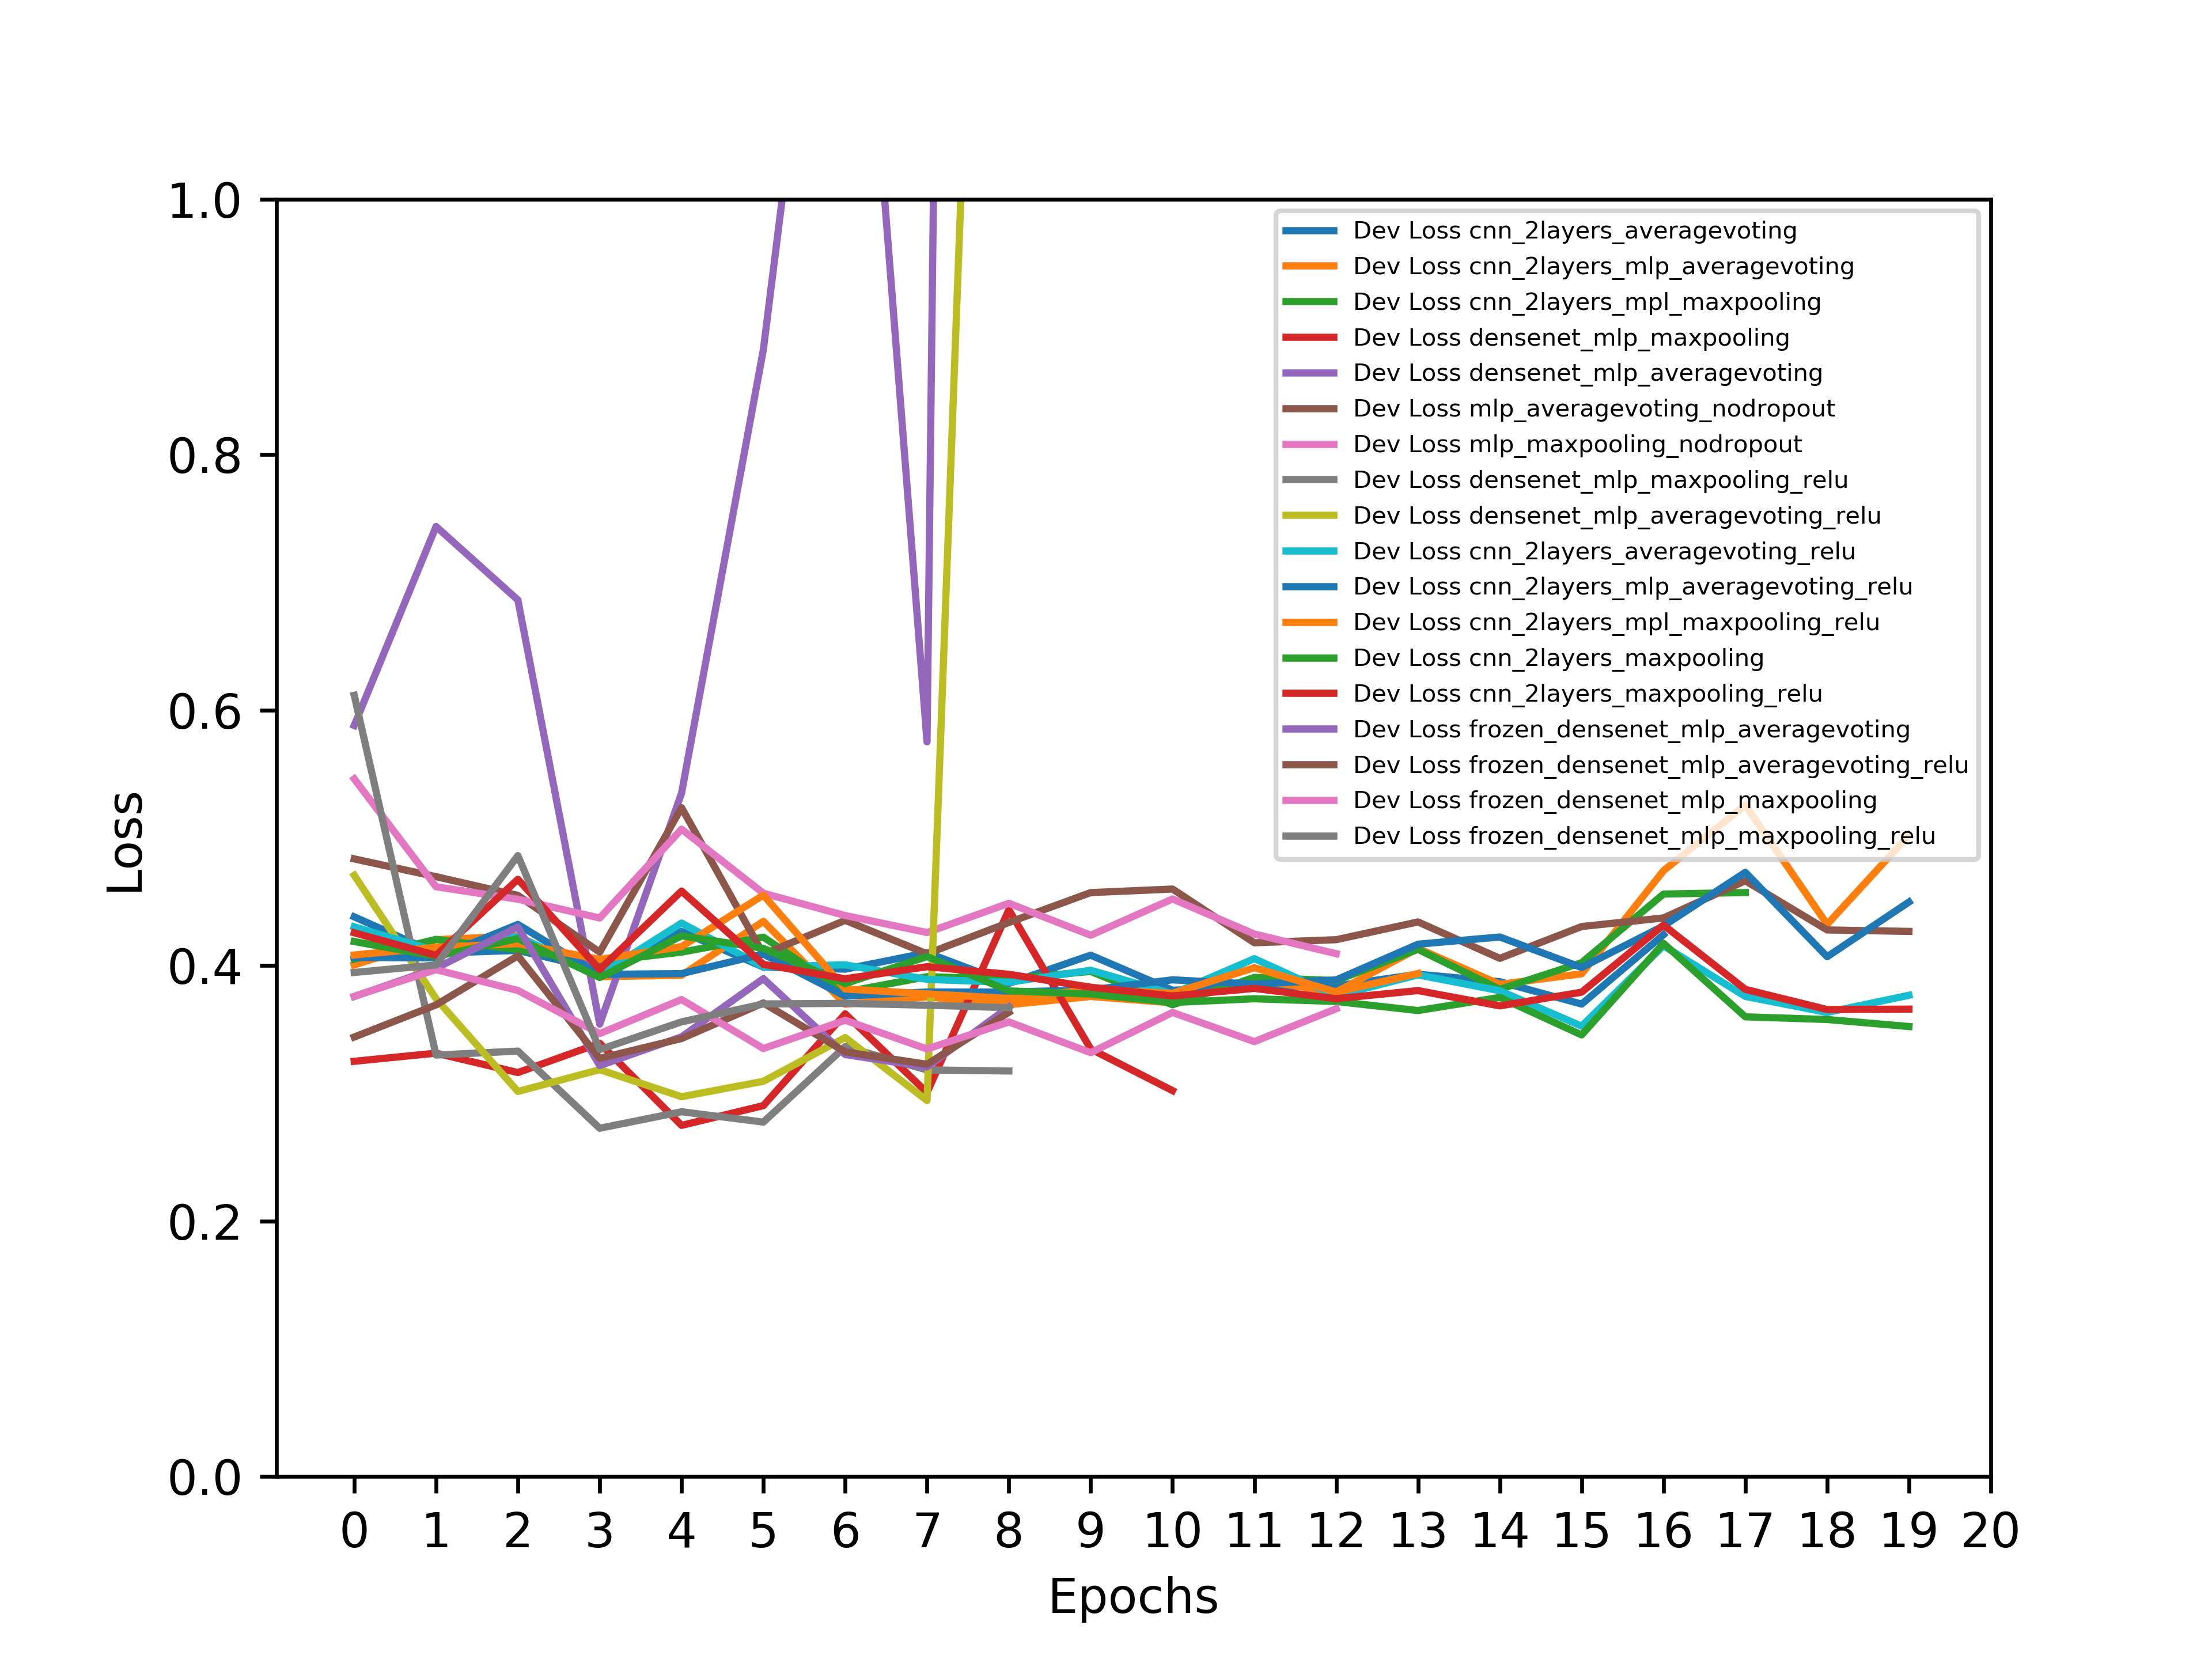 1.0
0.8
0.6
0.4
0.2
0.0
Loss
Dev Loss cnn_2layers_averagevoting
Dev Loss cnn_2layers_mlp_averagevoting
Dev Loss cnn_2layers_mpl_maxpooling
Dev Loss densenet_mlp_maxpooling
Dev Loss densenet_mlp_averagevoting
Dev Loss mlp_averagevoting_nodropout
Dev Loss mlp_maxpooling_nodropout
Dev Loss densenet_mlp_maxpooling_relu
Dev Loss densenet_mlp_averagevoting_relu
Dev Loss cnn_2layers_averagevoting_relu
Dev Loss cnn_2layers_mlp_averagevoting_relu
Dev Loss cnn_2layers_mpl_maxpooling_relu
Dev Loss cnn_2layers_maxpooling
Dev Loss cnn_2layers_maxpooling_relu
Dev Loss frozen_densenet_mlp_averagevoting
Dev Loss frozen_densenet_mlp_averagevoting_relu
Dev Loss frozen_densenet_mlp_maxpooling
Dev Loss frozen_densenet_mlp_maxpooling_relu
0 1 2 3 4 5 6 7 8 9 10 11 12 13 14 15 16 17 18 19 20
Epochs